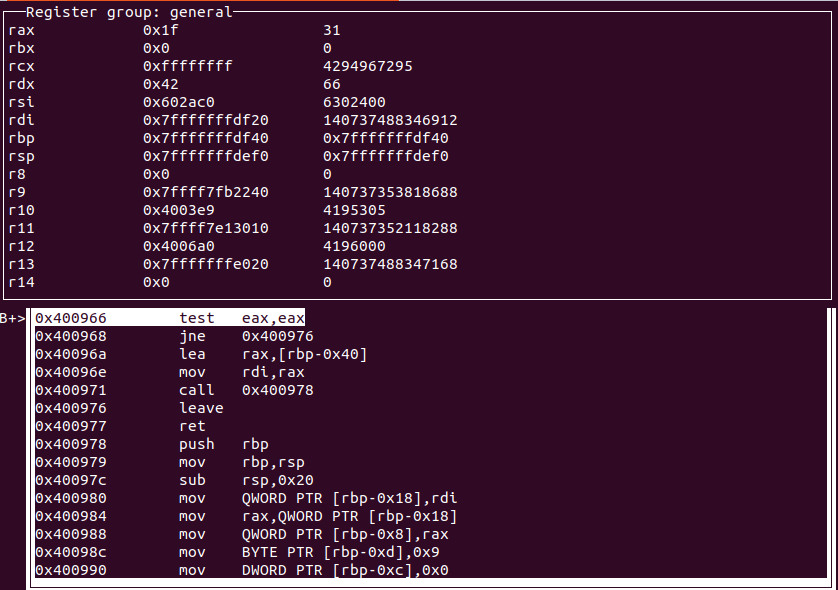 Register group: general
rax 0x1f 31
rbx 0x0 0
rcx 0xffffffff 4294967295
rdx 0x42 66
rsi 0x602ac0 6302400
rdi 0x7fffffffdf20 140737488346912
rbp 0x7fffffffdf40 0x7fffffffdf40
rsp 0x7fffffffdef0 0x7fffffffdef0
r8 0x0 0
r9 0x7ffff7fb2240 140737353818688
r10 0x4003e9 4195305
r11 0x7ffff7e13010 140737352118288
r12 0x4006a0 4196000
r13 0x7fffffffe020 140737488347168
r14 0x0 0
B+> 0x400966 test eax,eax
0x400968 jne 0x400976
0x40096a lea rax,[rbp-0x40]
0x40096e mov rdi,rax
0x400971 call 0x400978
0x400976 leave
0x400977 ret
0x400978 push rbp
0x400979 mov rbp,rsp
0x40097c sub rsp,0x20
0x400980 mov QWORD PTR [rbp-0x18],rdi
0x400984 mov rax,QWORD PTR [rbp-0x18]
0x400988 mov QWORD PTR [rbp-0x8],rax
0x40098c mov BYTE PTR [rbp-0xd],0x9
0x400990 mov DWORD PTR [rbp-0xc],0x0